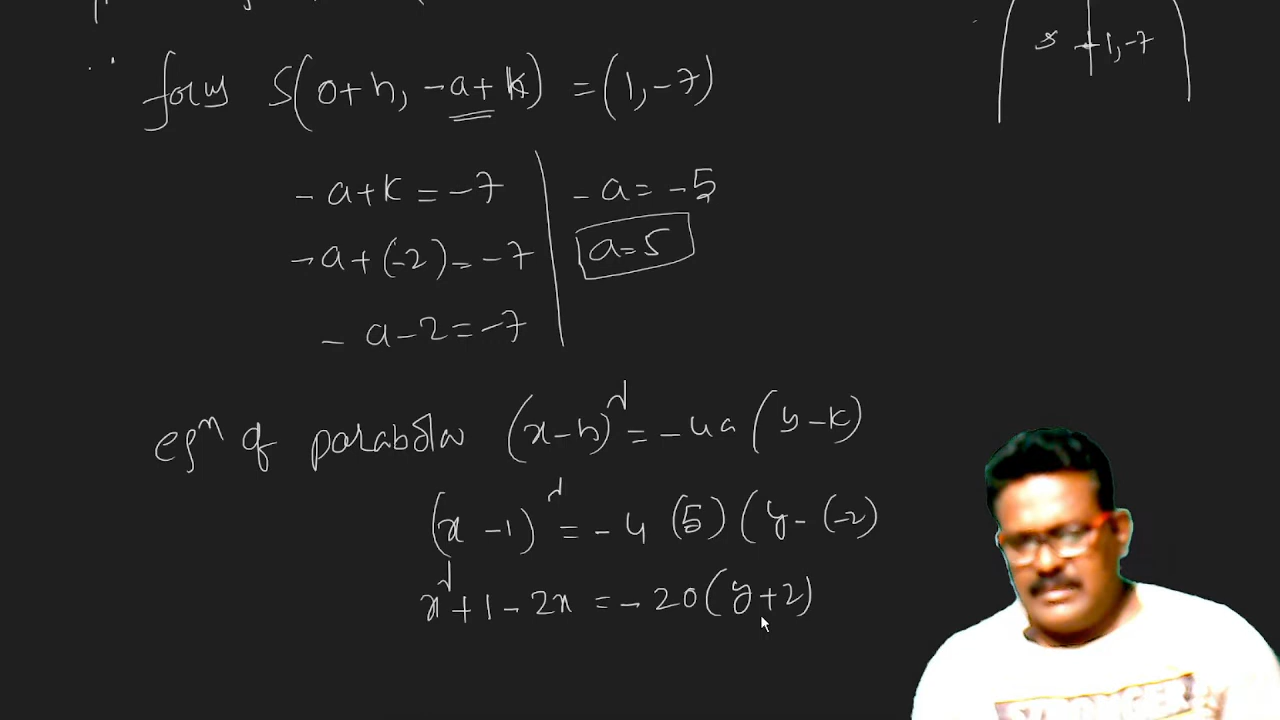 S 1, -7
focus S(0+h, -a+k) = (1, -7)
-a+k = -7
-a+(-2) = -7
-a-2 = -7
-a = -5
a=5
eqⁿ of parabola (x-h)² = -4a (y-k)
(x-1)² = -4 (5) (y-(-2)
x²+1-2x = -20(y+2)
STRONGER